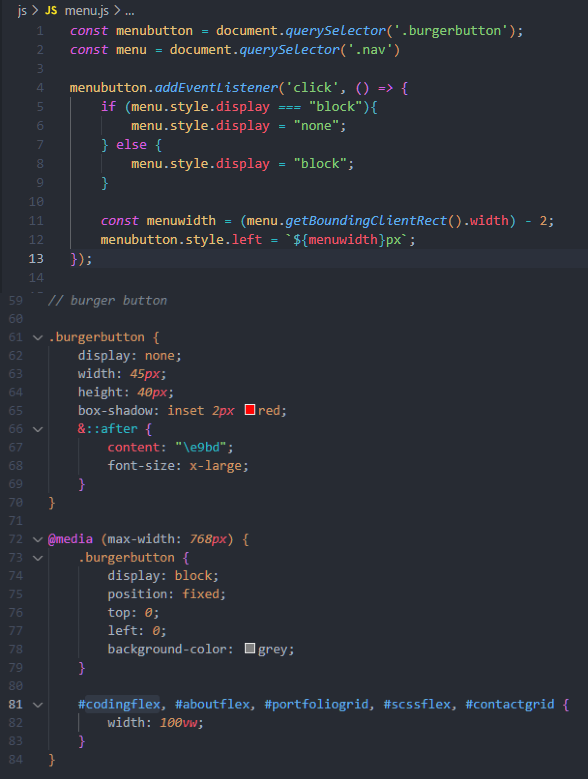 js > JS menu.js > ...
1 const menubutton = document.querySelector('.burgerbutton');
2 const menu = document.querySelector('.nav')
3
4 menubutton.addEventListener('click', () => {
5 if (menu.style.display === "block"){
6 menu.style.display = "none";
7 } else {
8 menu.style.display = "block";
9 }
10
11 const menuwidth = (menu.getBoundingClientRect().width) - 2;
12 menubutton.style.left = `${menuwidth}px`;
13 });
14
59 // burger button
60
61 .burgerbutton {
62 display: none;
63 width: 45px;
64 height: 40px;
65 box-shadow: inset 2px red;
66 &::after {
67 content: "\e9bd";
68 font-size: x-large;
69 }
70 }
71
72 @media (max-width: 768px) {
73 .burgerbutton {
74 display: block;
75 position: fixed;
76 top: 0;
77 left: 0;
78 background-color: grey;
79 }
80
81 #codingflex, #aboutflex, #portfoliogrid, #scssflex, #contactgrid {
82 width: 100vw;
83 }
84 }